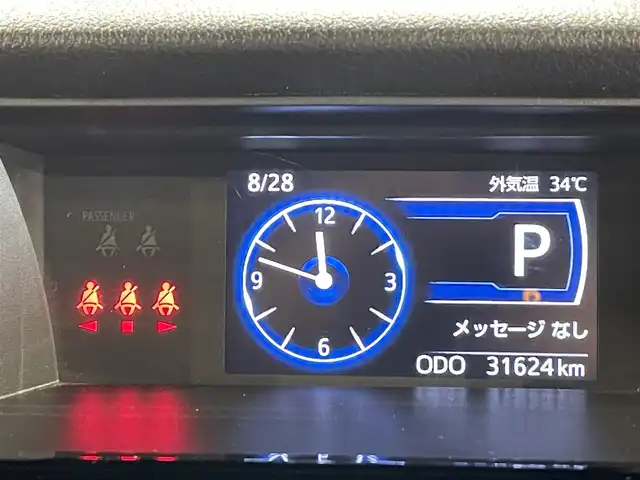 8/28
外気温 34℃
PASSENGER
12
9
3
6
P
メッセージ なし
ODO 31624km